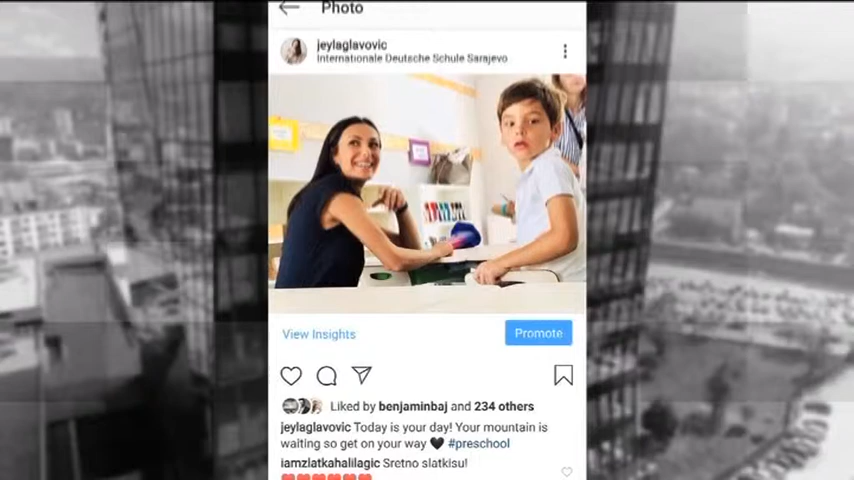 Photo
jeylaglavovic
Internationale Deutsche Schule Sarajevo
View Insights
Promote
Liked by benjaminbaj and 234 others
jeylaglavovic Today is your day! Your mountain is
waiting so get on your way 🖤 #preschool
iamzlatkahalilagic Sretno slatkisu!